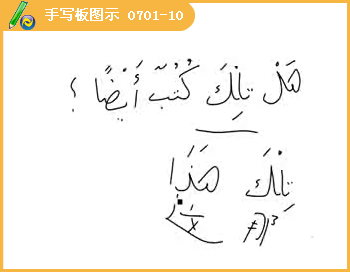 手写板图示 0701-10
هَلْ تِلْكَ كُتُبٌ أَيْضًا ؟
تِلْكَ هَذَا